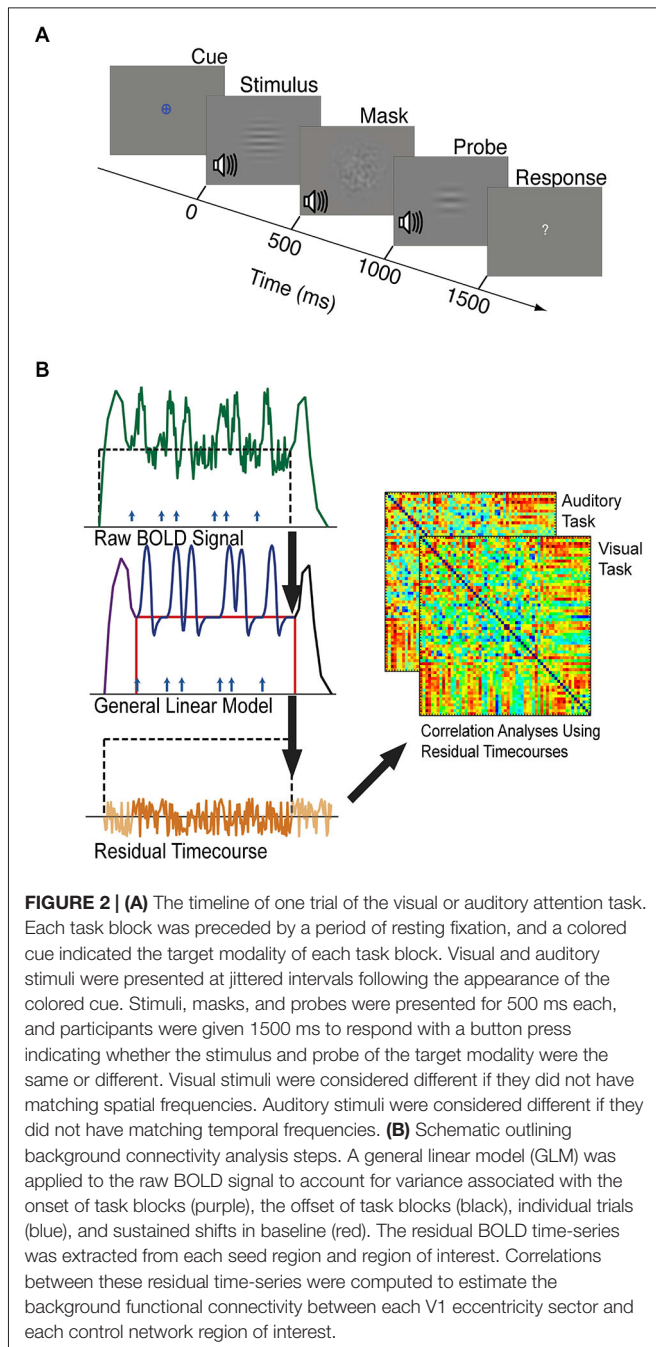 A
Cue
Stimulus
Mask
Probe
Response
?
0
500
1000
1500
Time (ms)
B
Raw BOLD Signal
General Linear Model
Residual Timecourse
Auditory
Task
Visual
Task
Correlation Analyses Using
Residual Timecourses
FIGURE 2 | (A) The timeline of one trial of the visual or auditory attention task.
Each task block was preceded by a period of resting fixation, and a colored
cue indicated the target modality of each task block. Visual and auditory
stimuli were presented at jittered intervals following the appearance of the
colored cue. Stimuli, masks, and probes were presented for 500 ms each,
and participants were given 1500 ms to respond with a button press
indicating whether the stimulus and probe of the target modality were the
same or different. Visual stimuli were considered different if they did not have
matching spatial frequencies. Auditory stimuli were considered different if they
did not have matching temporal frequencies. (B) Schematic outlining
background connectivity analysis steps. A general linear model (GLM) was
applied to the raw BOLD signal to account for variance associated with the
onset of task blocks (purple), the offset of task blocks (black), individual trials
(blue), and sustained shifts in baseline (red). The residual BOLD time-series
was extracted from each seed region and region of interest. Correlations
between these residual time-series were computed to estimate the
background functional connectivity between each V1 eccentricity sector and
each control network region of interest.